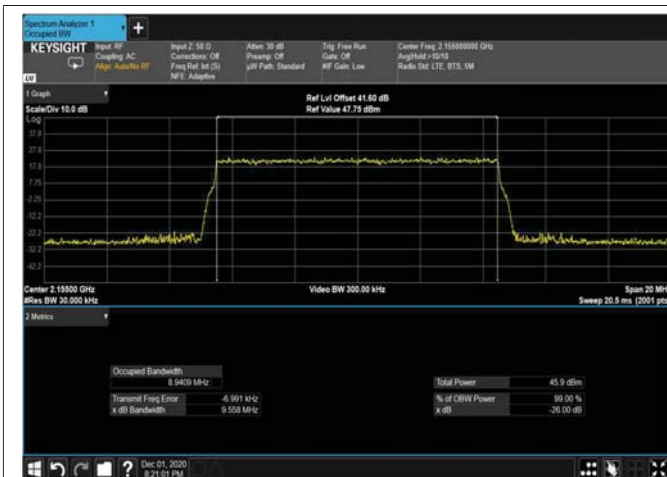 Spectrum Analyzer 1
Occupied BW
+
KEYSIGHT
Input: RF
Coupling: AC
Align: Auto/No RF
Input Z: 50 Ω
Corrections: Off
Freq Ref: Int (S)
NFE: Adaptive
Atten: 30 dB
Preamp: Off
µW Path: Standard
Trig: Free Run
Gate: Off
#IF Gain: Low
Center Freq: 2.155000000 GHz
Avg|Hold:>10/10
Radio Std: LTE, BTS, 5M
1 Graph
Scale/Div 10.0 dB
Ref Lvl Offset 41.60 dB
Ref Value 47.75 dBm
Log
37.8
27.8
17.8
7.75
-2.25
-12.2
-22.2
-32.2
-42.2
Center 2.15500 GHz
Video BW 300.00 kHz
Span 20 MH
#Res BW 30.000 kHz
Sweep 20.5 ms (2001 pts
2 Metrics
Occupied Bandwidth
8.9409 MHz
Total Power 45.9 dBm
Transmit Freq Error -6.991 kHz
% of OBW Power 99.00 %
x dB Bandwidth 9.558 MHz
x dB -26.00 dB
?
Dec 01, 2020
8:21:01 PM